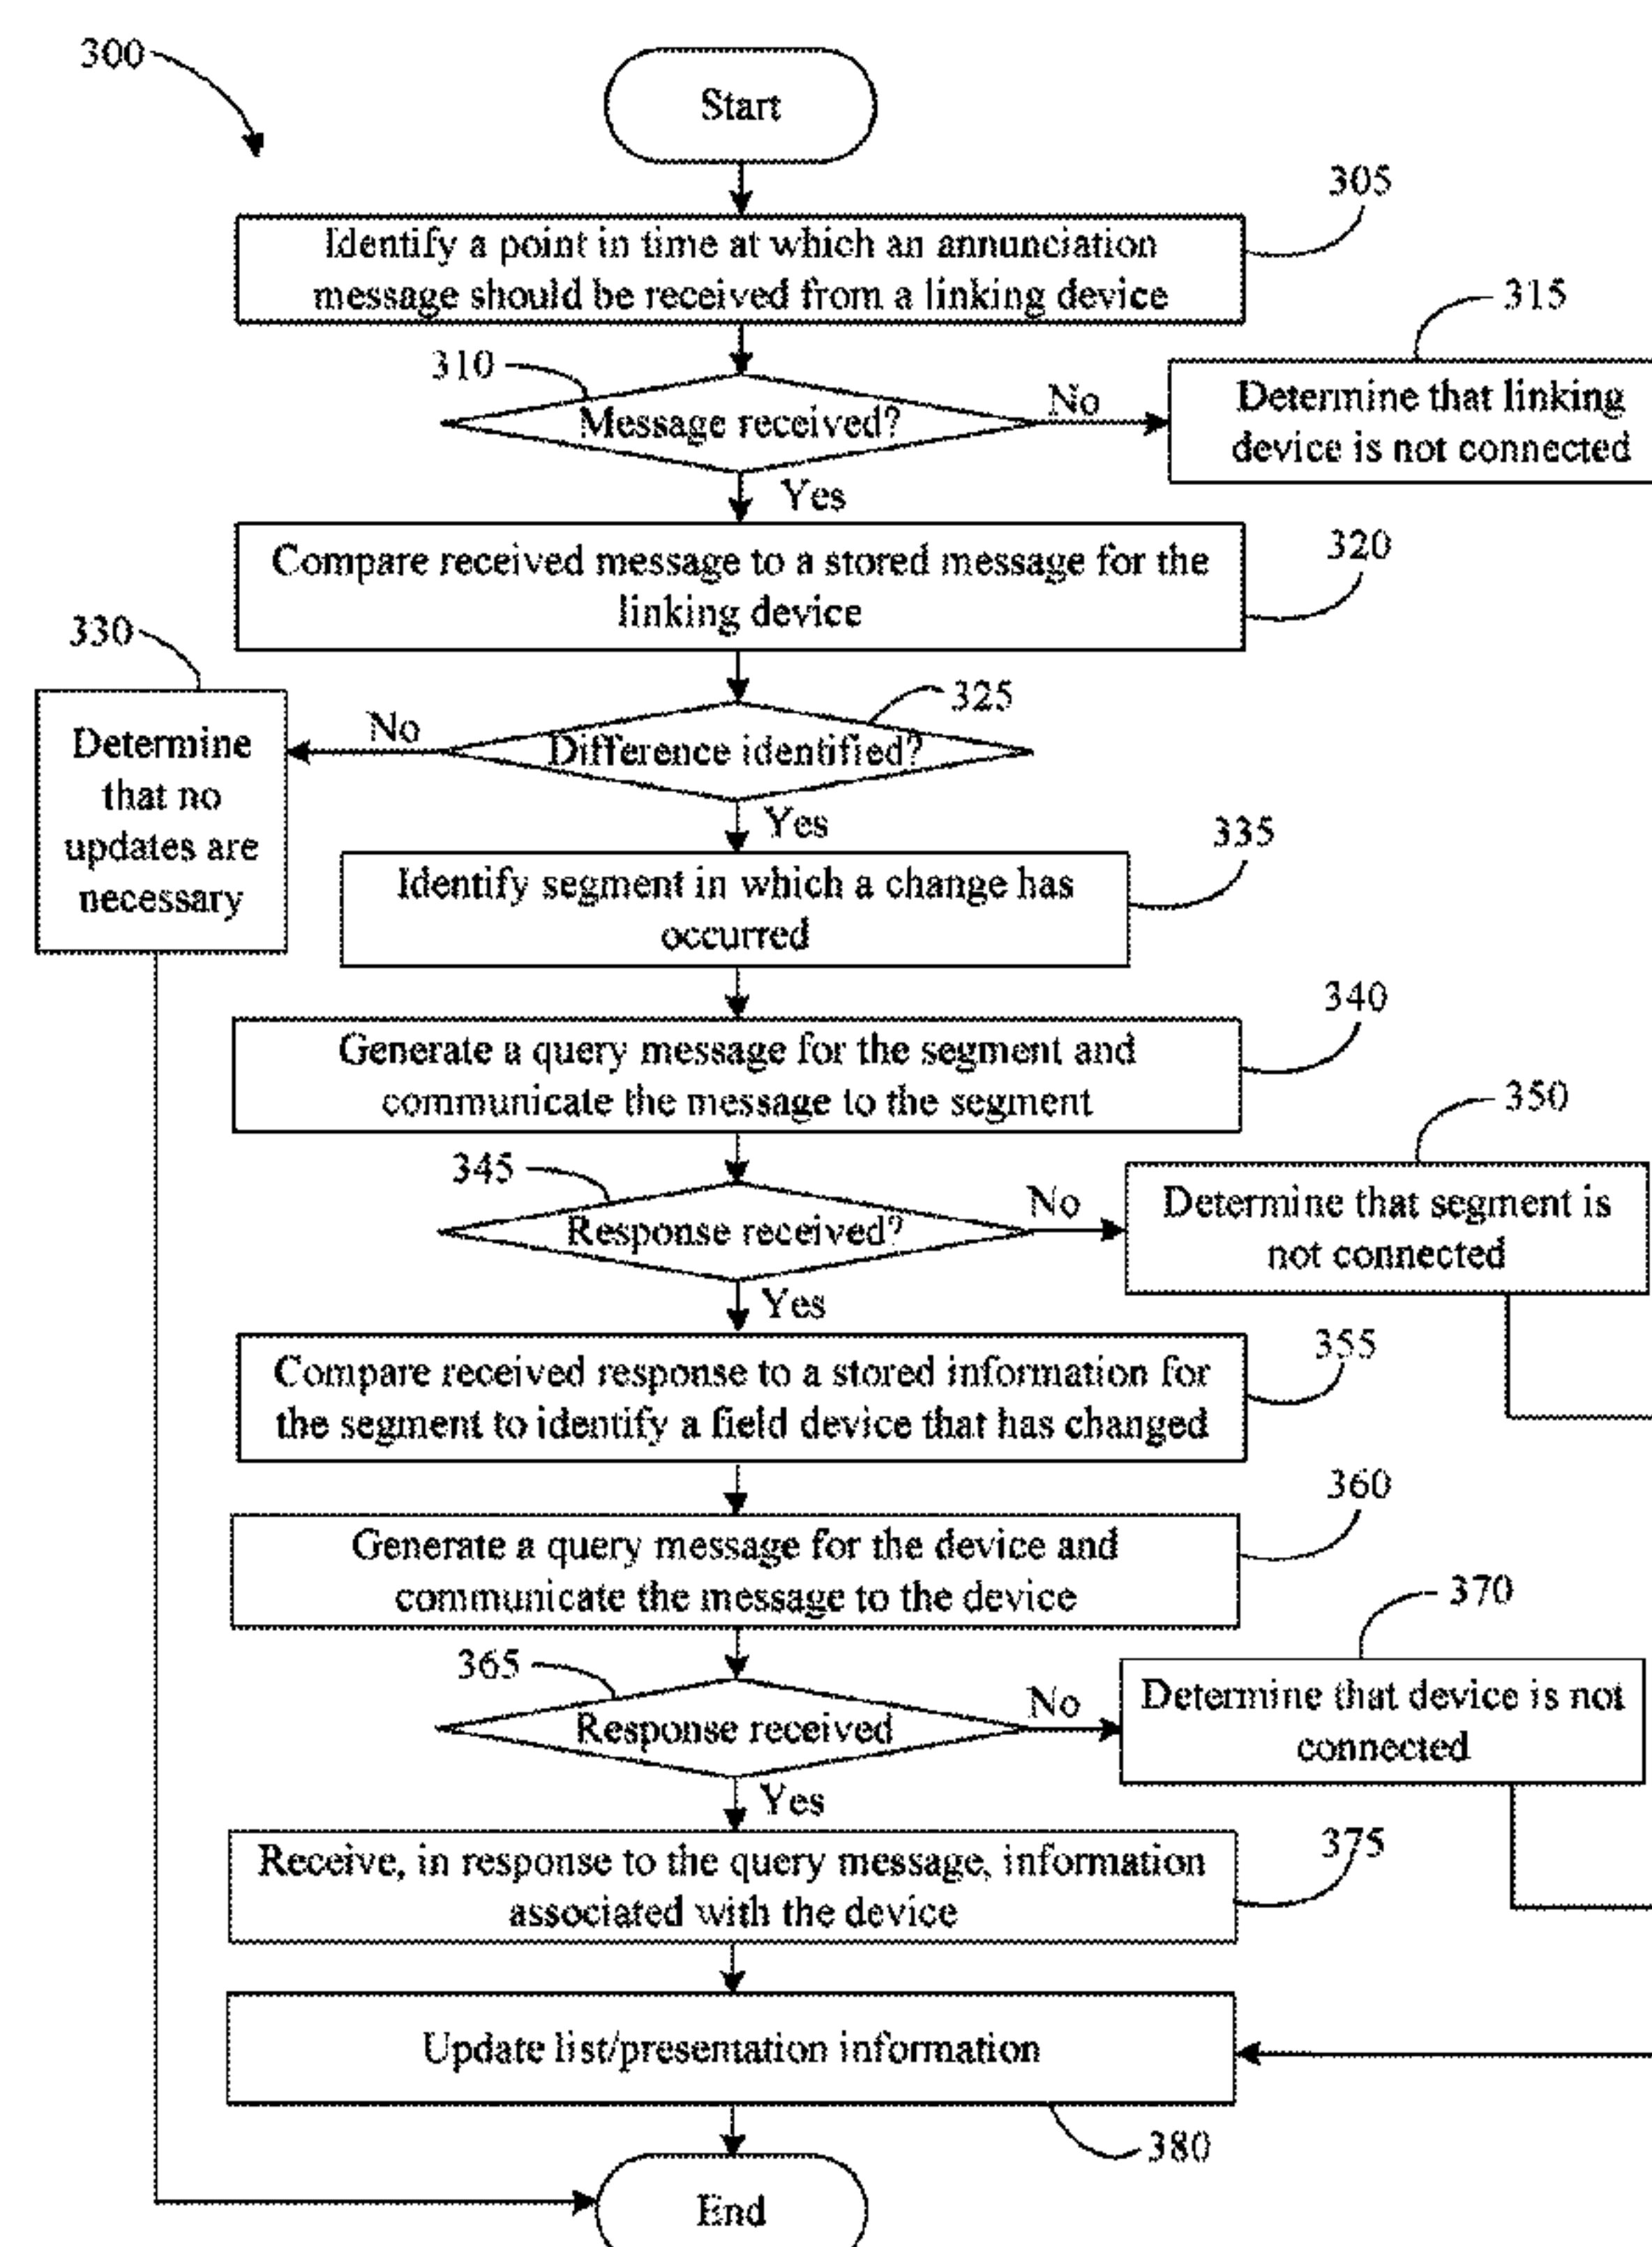 300
Start
305
Identify a point in time at which an annunciation
message should be received from a linking device
315
310
Message received?
No
Determine that linking
device is not connected
Yes
320
Compare received message to a stored message for the
linking device
330
325
Difference identified?
No
Determine
that no
updates are
necessary
Yes
335
Identify segment in which a change has
occurred
340
Generate a query message for the segment and
communicate the message to the segment
350
345
Response received?
No
Determine that segment is
not connected
Yes
355
Compare received response to a stored information for
the segment to identify a field device that has changed
360
Generate a query message for the device and
communicate the message to the device
370
365
Response received
No
Determine that device is not
connected
Yes
375
Receive, in response to the query message, information
associated with the device
Update list/presentation information
380
End